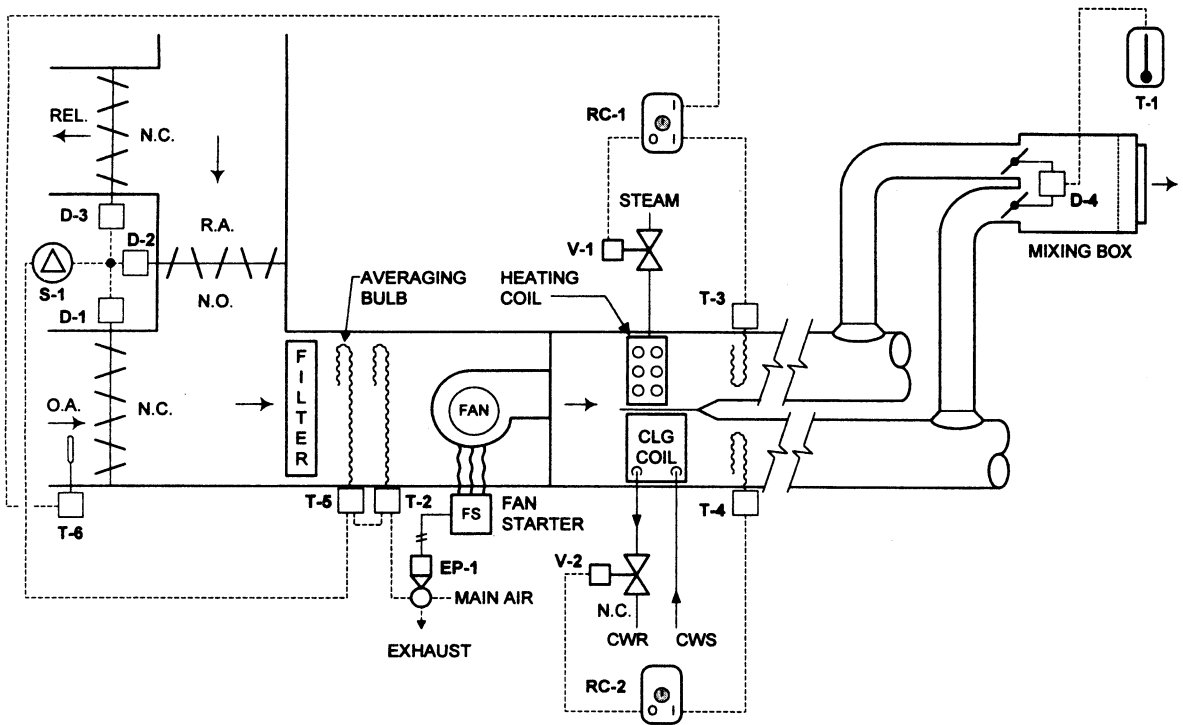 REL.
N.C.
D-3
D-2
R.A.
N.O.
S-1
D-1
O.A.
N.C.
T-6
FILTER
AVERAGING
BULB
T-5
T-2
FAN
FS
FAN
STARTER
EP-1
MAIN AIR
EXHAUST
RC-1
I
O
I
STEAM
V-1
HEATING
COIL
T-3
CLG
COIL
T-4
V-2
N.C.
CWR
CWS
RC-2
O
I
T-1
D-4
MIXING BOX